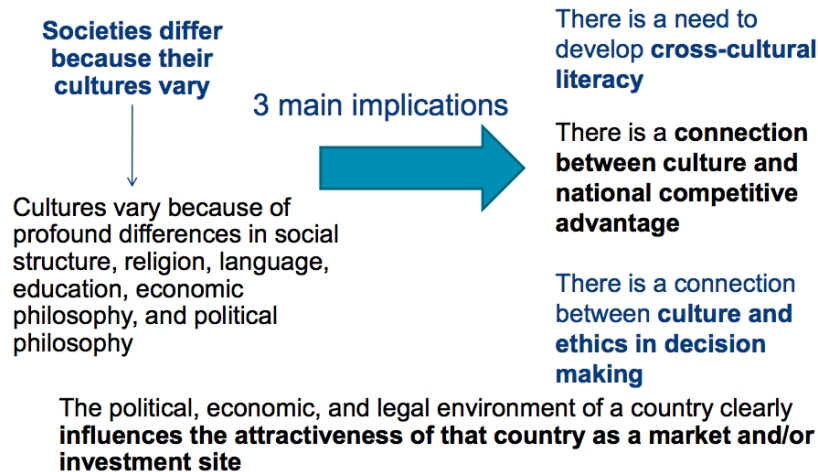 Societies differ
because their
cultures vary
Cultures vary because of
profound differences in social
structure, religion, language,
education, economic
philosophy, and political
philosophy
3 main implications
There is a need to
develop cross-cultural
literacy
There is a connection
between culture and
national competitive
advantage
There is a connection
between culture and
ethics in decision
making
The political, economic, and legal environment of a country clearly
influences the attractiveness of that country as a market and/or
investment site